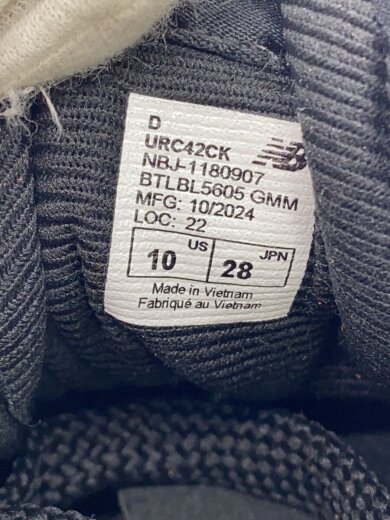 D
URC42CK
NBJ-1180907
BTLBL5605 GMM
MFG: 10/2024
LOC: 22
10 US 28 JPN
Made in Vietnam
Fabriqué au Vietnam